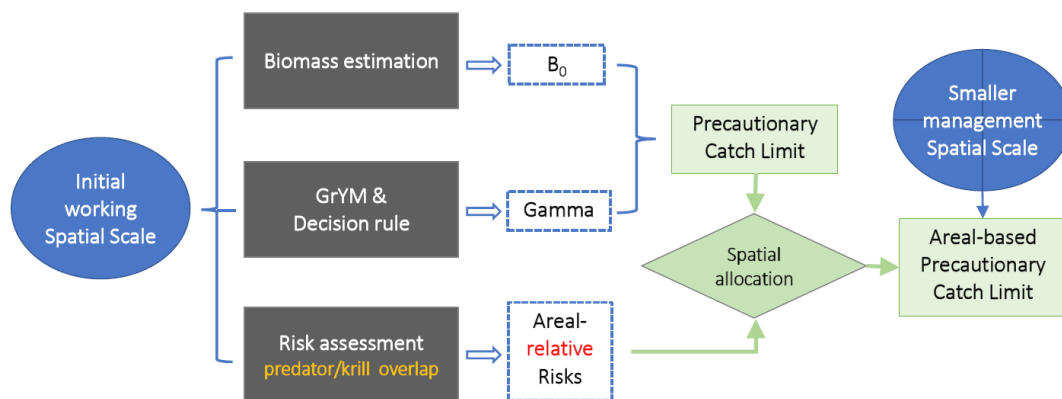 Initial
working
Spatial Scale
Biomass estimation
B₀
GrYM &
Decision rule
Gamma
Risk assessment
predator/krill overlap
Areal-
relative
Risks
Precautionary
Catch Limit
Spatial
allocation
Smaller
management
Spatial Scale
Areal-based
Precautionary
Catch Limit